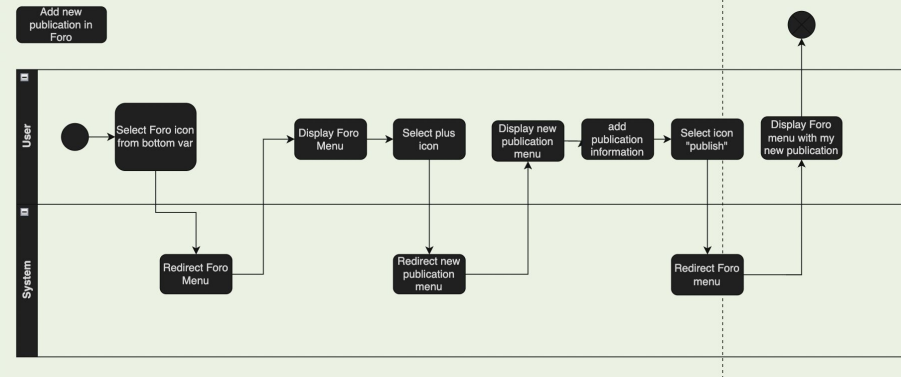 Add new
publication in
Foro
User
Select Foro icon
from bottom var
Display Foro
Menu
Select plus
icon
Display new
publication
menu
add
publication
information
Select icon
"publish"
Display Foro
menu with my
new publication
System
Redirect Foro
Menu
Redirect new
publication
menu
Redirect Foro
menu